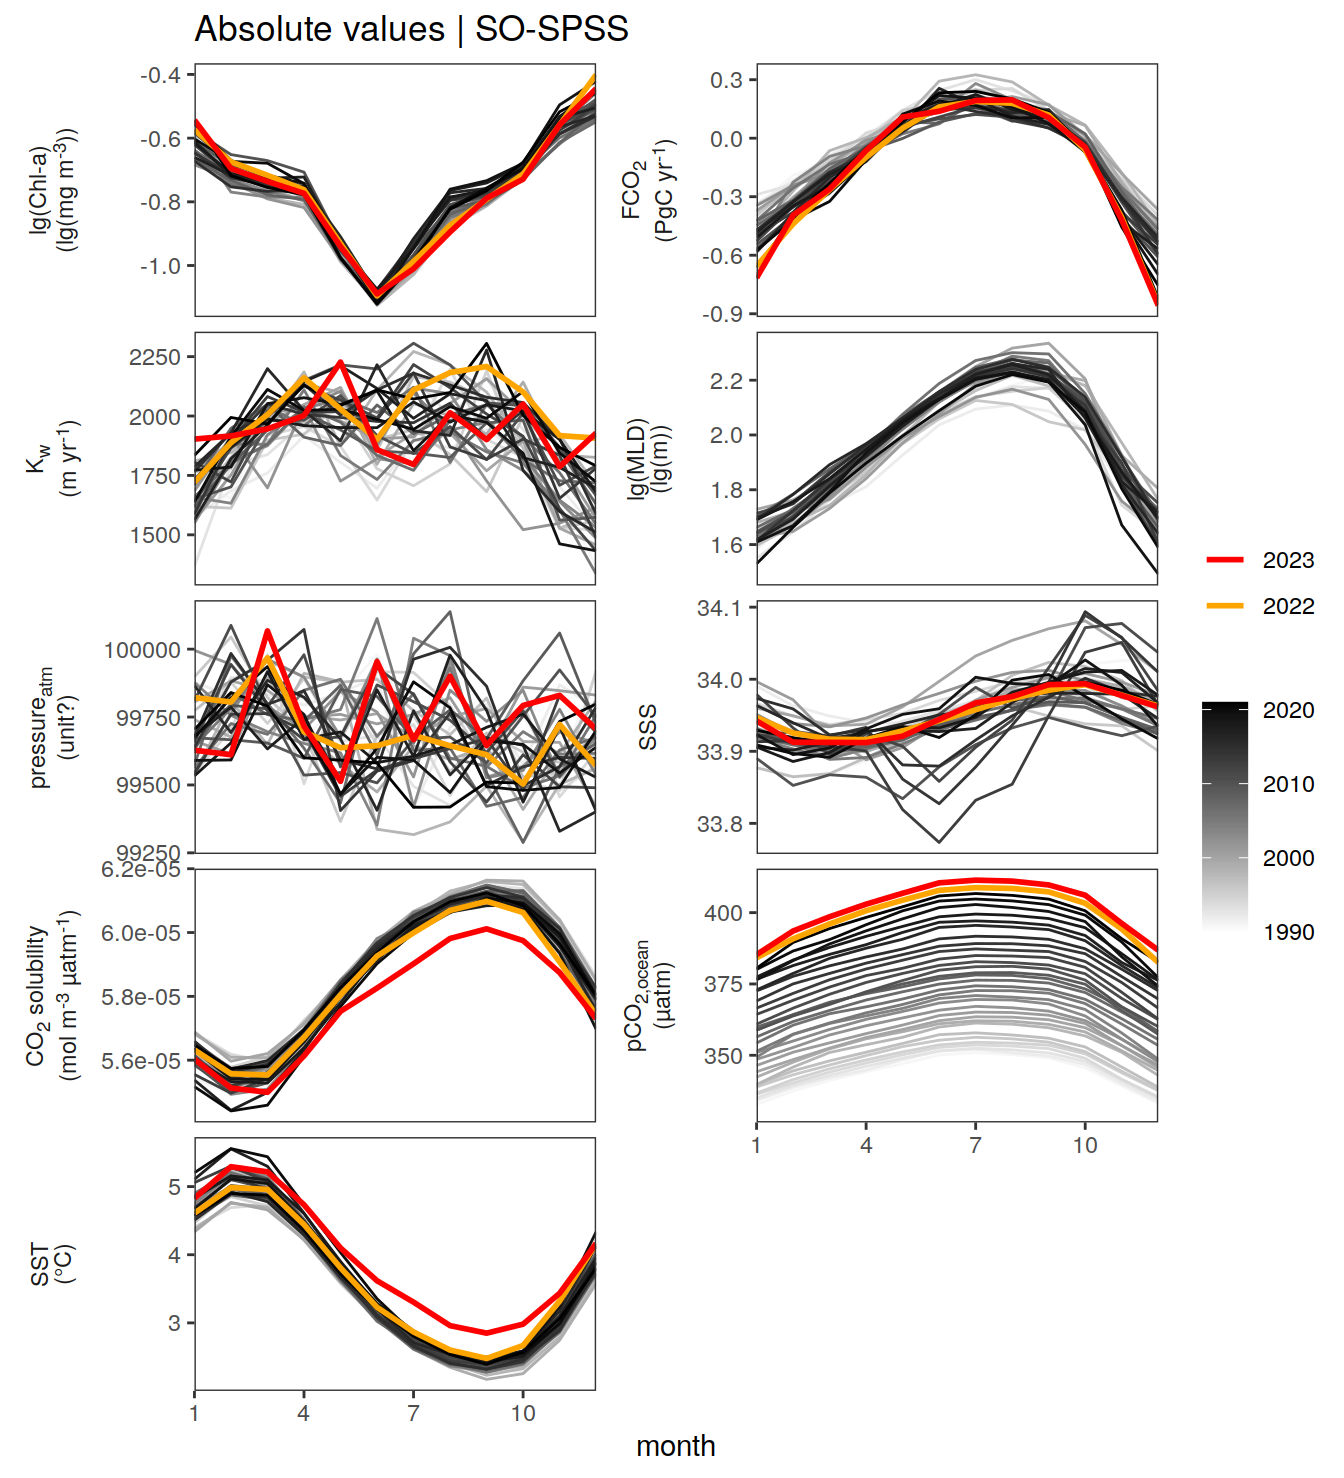 Absolute values | SO-SPSS
lg(Chl-a)
(lg(mg m-3))
-0.4
-0.6
-0.8
-1.0
FCO2
(PgC yr-1)
0.3
0.0
-0.3
-0.6
-0.9
Kw
(m yr-1)
2250
2000
1750
1500
lg(MLD)
(lg(m))
2.2
2.0
1.8
1.6
pressureatm
(unit?)
100000
99750
99500
99250
SSS
34.1
34.0
33.9
33.8
CO2 solubility
(mol m-3 µatm-1)
6.2e-05
6.0e-05
5.8e-05
5.6e-05
pCO2,ocean
(µatm)
400
375
350
1 4 7 10
SST
(°C)
5
4
3
1 4 7 10
month
2023
2022
2020
2010
2000
1990